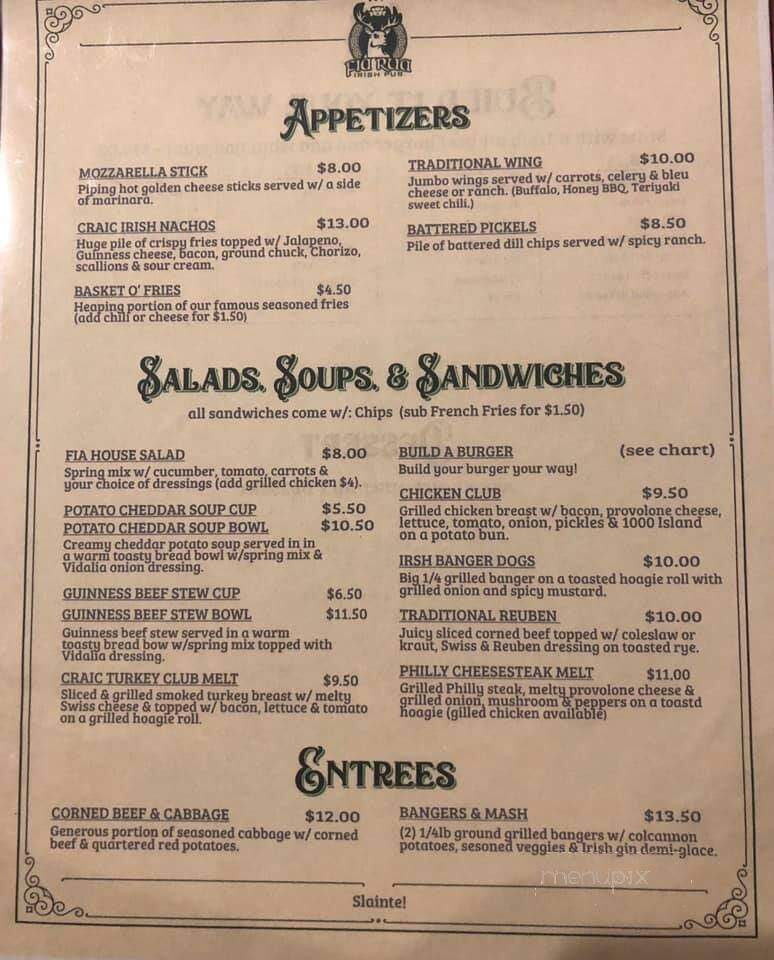 FIA RUA
IRISH PUB
APPETIZERS
MOZZARELLA STICK $8.00
Piping hot golden cheese sticks served w/ a side
of marinara.
CRAIC IRISH NACHOS $13.00
Huge pile of crispy fries topped w/ Jalapeno,
Guinness cheese, bacon, ground chuck, Chorizo,
scallions & sour cream.
BASKET O' FRIES $4.50
Heaping portion of our famous seasoned fries
(add chili or cheese for $1.50)
TRADITIONAL WING $10.00
Jumbo wings served w/ carrots, celery & bleu
cheese or ranch. (Buffalo, Honey BBQ, Teriyaki
sweet chili.)
BATTERED PICKELS $8.50
Pile of battered dill chips served w/ spicy ranch.
SALADS, SOUPS, & SANDWICHES
all sandwiches come w/: Chips (sub French Fries for $1.50)
FIA HOUSE SALAD $8.00
Spring mix w/ cucumber, tomato, carrots &
your choice of dressings (add grilled chicken $4).
POTATO CHEDDAR SOUP CUP $5.50
POTATO CHEDDAR SOUP BOWL $10.50
Creamy cheddar potato soup served in in
a warm toasty bread bowl w/spring mix &
Vidalia onion dressing.
GUINNESS BEEF STEW CUP $6.50
GUINNESS BEEF STEW BOWL $11.50
Guinness beef stew served in a warm
toasty bread bow w/spring mix topped with
Vidalia dressing.
CRAIC TURKEY CLUB MELT $9.50
Sliced & grilled smoked turkey breast w/ melty
Swiss cheese & topped w/ bacon, lettuce & tomato
on a grilled hoagie roll.
BUILD A BURGER (see chart)
Build your burger your way!
CHICKEN CLUB $9.50
Grilled chicken breast w/ bacon, provolone cheese,
lettuce, tomato, onion, pickles & 1000 Island
on a potato bun.
IRSH BANGER DOGS $10.00
Big 1/4 grilled banger on a toasted hoagie roll with
grilled onion and spicy mustard.
TRADITIONAL REUBEN $10.00
Juicy sliced corned beef topped w/ coleslaw or
kraut, Swiss & Reuben dressing on toasted rye.
PHILLY CHEESESTEAK MELT $11.00
Grilled Philly steak, melty provolone cheese &
grilled onion, mushroom & peppers on a toastd
hoagie (gilled chicken available)
ENTREES
CORNED BEEF & CABBAGE $12.00
Generous portion of seasoned cabbage w/ corned
beef & quartered red potatoes.
BANGERS & MASH $13.50
(2) 1/4lb ground grilled bangers w/ colcannon
potatoes, sesoned veggies & Irish gin demi-glace.
menupix
Slainte!